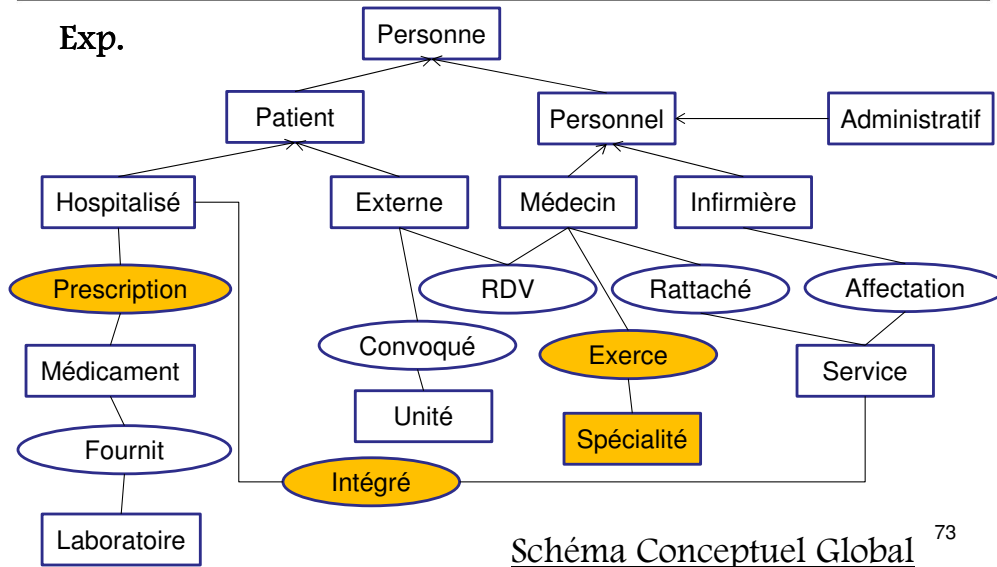 Exp.
Personne
Patient
Personnel
Administratif
Hospitalisé
Externe
Médecin
Infirmière
Prescription
RDV
Rattaché
Affectation
Convoqué
Exerce
Médicament
Service
Unité
Spécialité
Fournit
Intégré
Laboratoire
Schéma Conceptuel Global
73